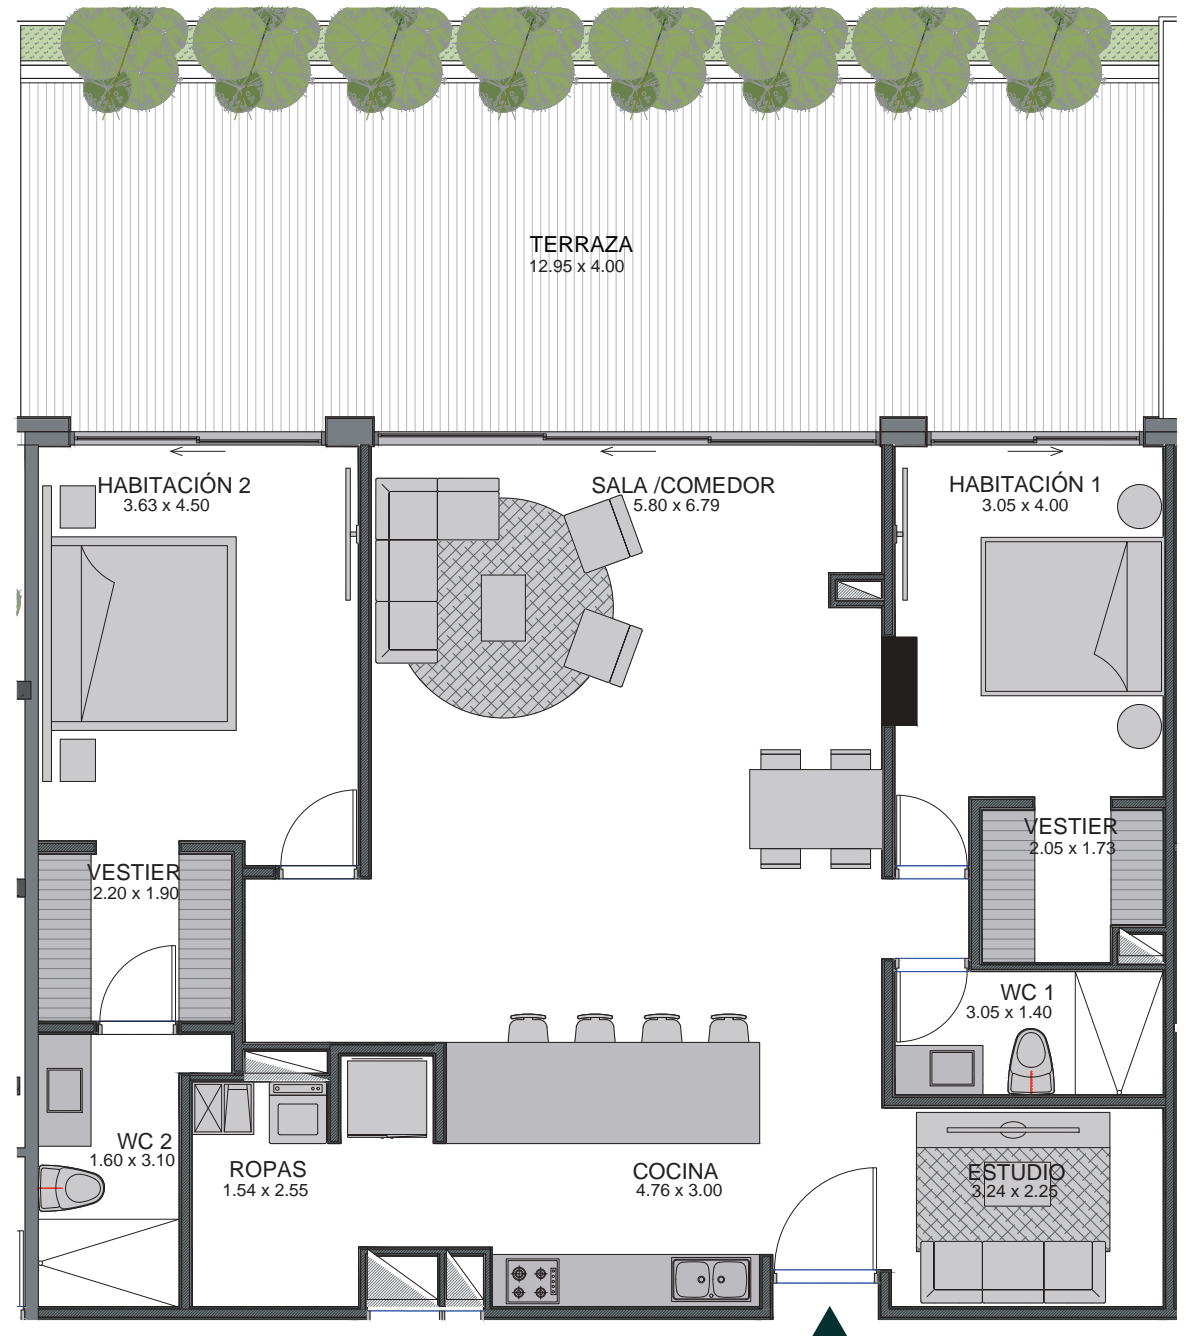 TERRAZA
12.95 x 4.00
HABITACIÓN 2
3.63 x 4.50
SALA /COMEDOR
5.80 x 6.79
HABITACIÓN 1
3.05 x 4.00
VESTIER
2.20 x 1.90
VESTIER
2.05 x 1.73
WC 1
3.05 x 1.40
WC 2
1.60 x 3.10
ROPAS
1.54 x 2.55
COCINA
4.76 x 3.00
ESTUDIO
3.24 x 2.25